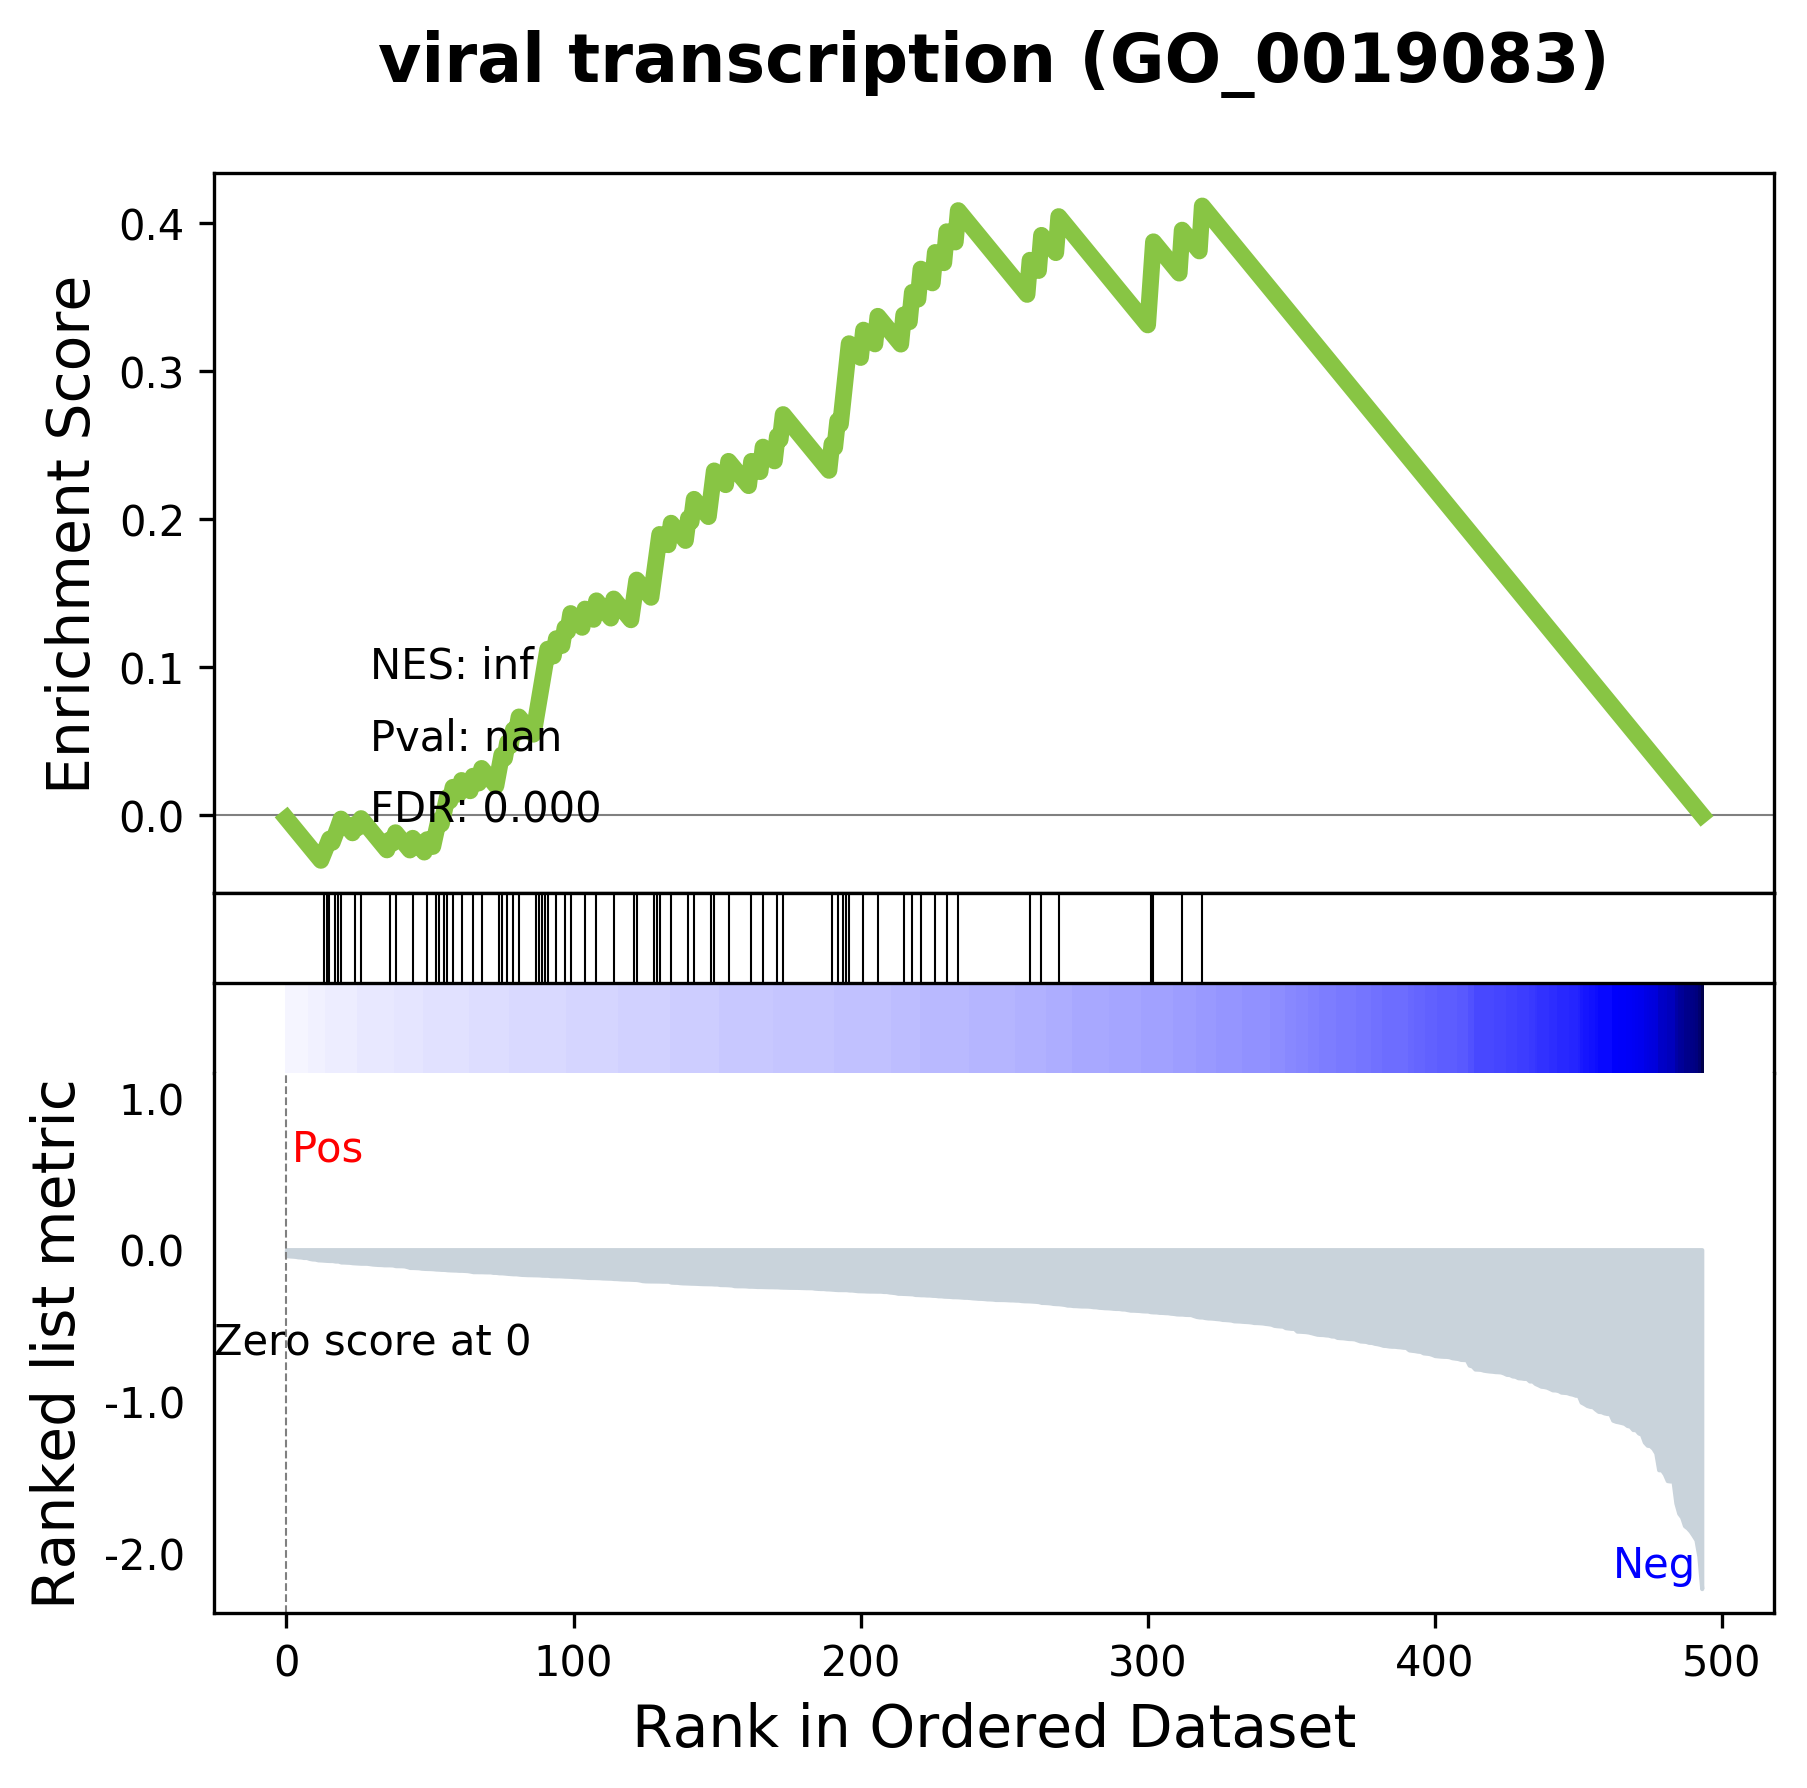 viral transcription (GO_0019083)
Enrichment Score
0.4
0.3
0.2
0.1
0.0
NES: inf
Pval: nan
FDR: 0.000
Ranked list metric
1.0
0.0
-1.0
-2.0
Pos
Zero score at 0
Neg
0 100 200 300 400 500
Rank in Ordered Dataset